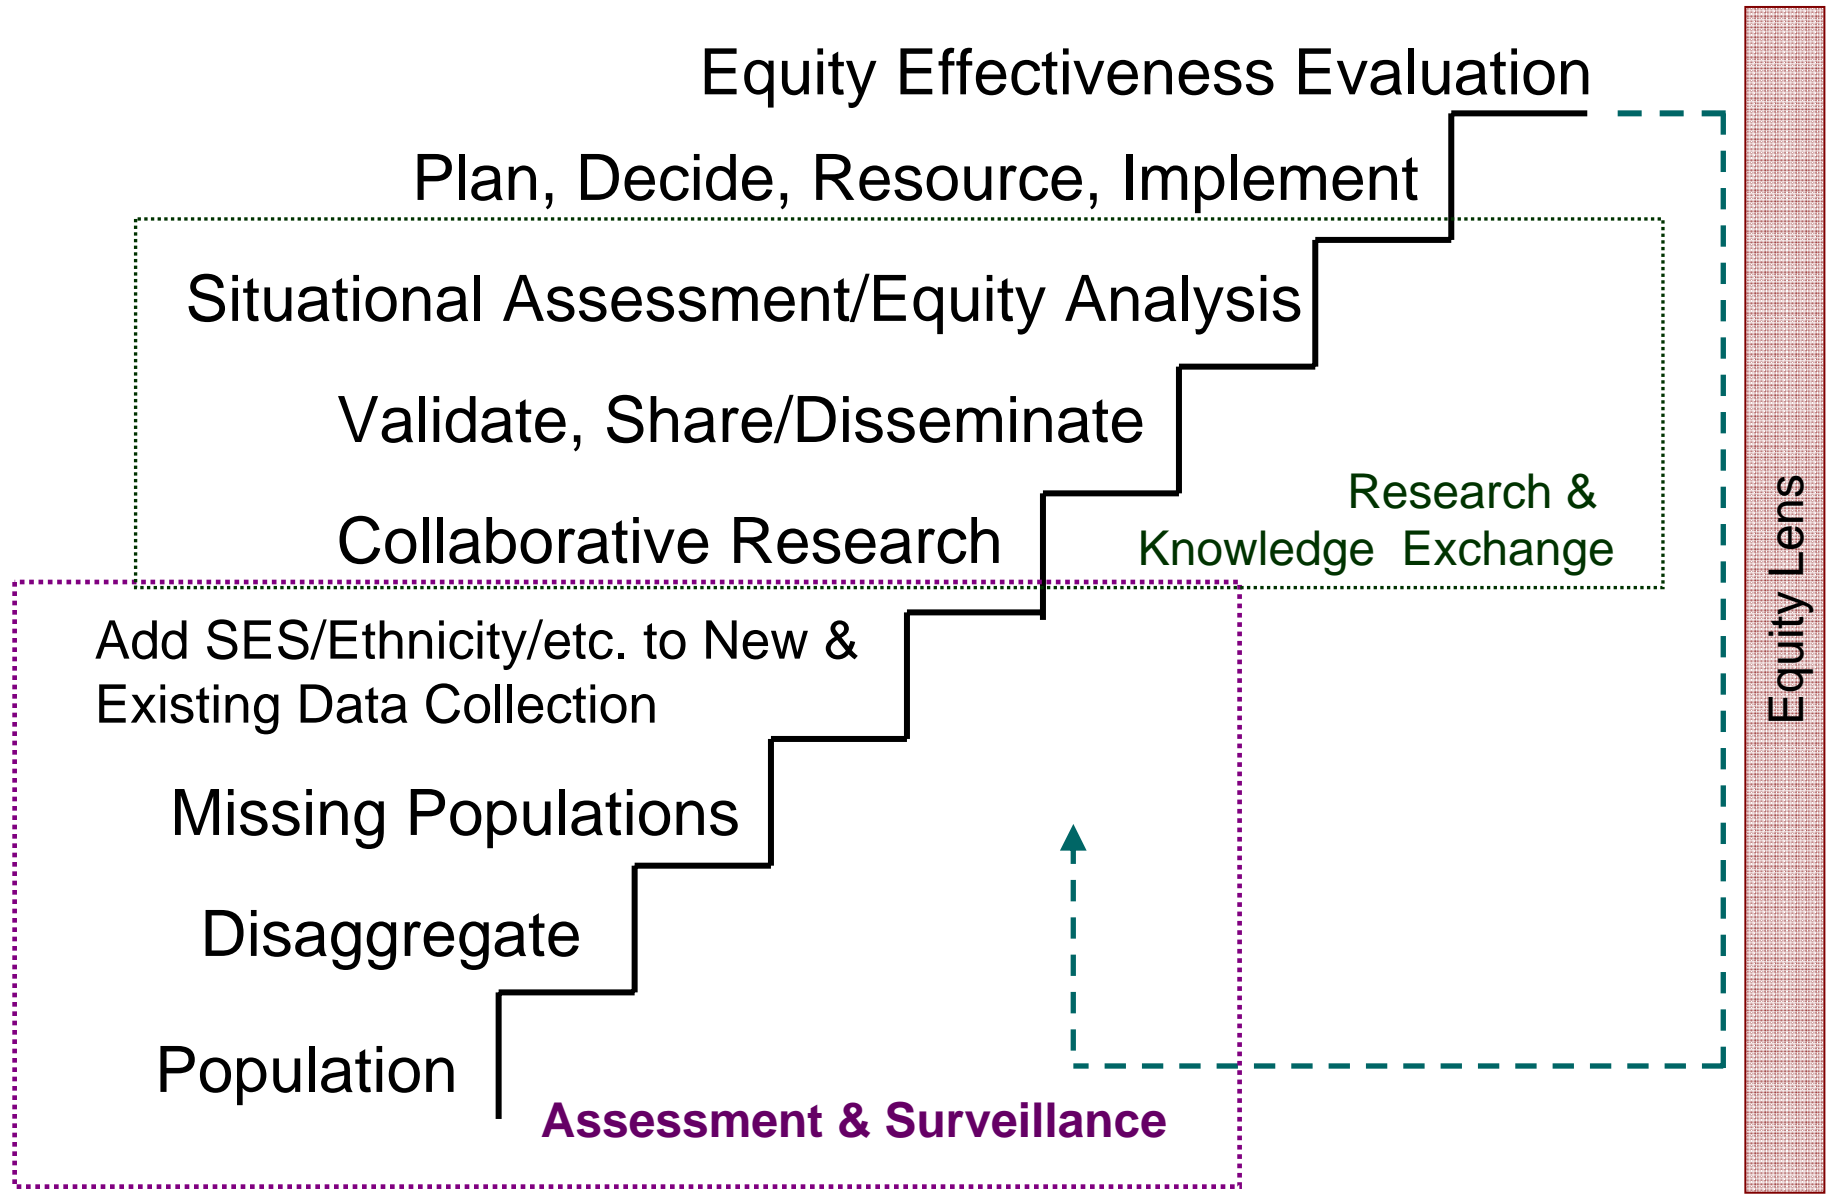 Equity Effectiveness Evaluation
Plan, Decide, Resource, Implement
Situational Assessment/Equity Analysis
Validate, Share/Disseminate
Collaborative Research
Research &
Knowledge Exchange
Add SES/Ethnicity/etc. to New &
Existing Data Collection
Missing Populations
Disaggregate
Population
Assessment & Surveillance
Equity Lens